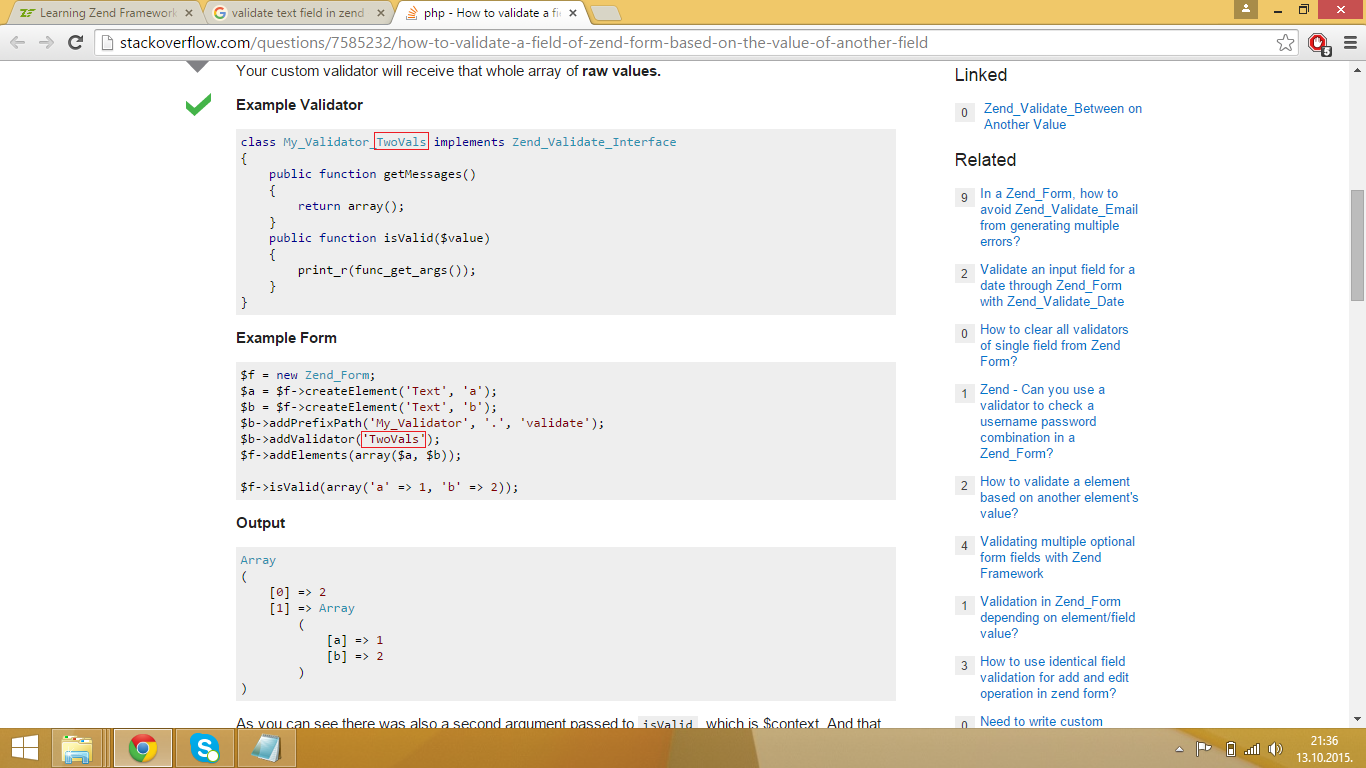 Learning Zend Framework
validate text field in zend
php - How to validate a fi
stackoverflow.com/questions/7585232/how-to-validate-a-field-of-zend-form-based-on-the-value-of-another-field
5
Your custom validator will receive that whole array of raw values.
Example Validator
class My_Validator_TwoVals implements Zend_Validate_Interface
{
    public function getMessages()
    {
        return array();
    }
    public function isValid($value)
    {
        print_r(func_get_args());
    }
}
Example Form
$f = new Zend_Form;
$a = $f->createElement('Text', 'a');
$b = $f->createElement('Text', 'b');
$b->addPrefixPath('My_Validator', '.', 'validate');
$b->addValidator('TwoVals');
$f->addElements(array($a, $b));
$f->isValid(array('a' => 1, 'b' => 2));
Output
Array
(
    [0] => 2
    [1] => Array
        (
            [a] => 1
            [b] => 2
        )
)
As you can see there was also a second argument passed to isValid, which is $context. And that
Linked
0 Zend_Validate_Between on
Another Value
Related
9 In a Zend_Form, how to
avoid Zend_Validate_Email
from generating multiple
errors?
2 Validate an input field for a
date through Zend_Form
with Zend_Validate_Date
0 How to clear all validators
of single field from Zend
Form?
1 Zend - Can you use a
validator to check a
username password
combination in a
Zend_Form?
2 How to validate a element
based on another element's
value?
4 Validating multiple optional
form fields with Zend
Framework
1 Validation in Zend_Form
depending on element/field
value?
3 How to use identical field
validation for add and edit
operation in zend form?
0 Need to write custom
21:36
13.10.2015.